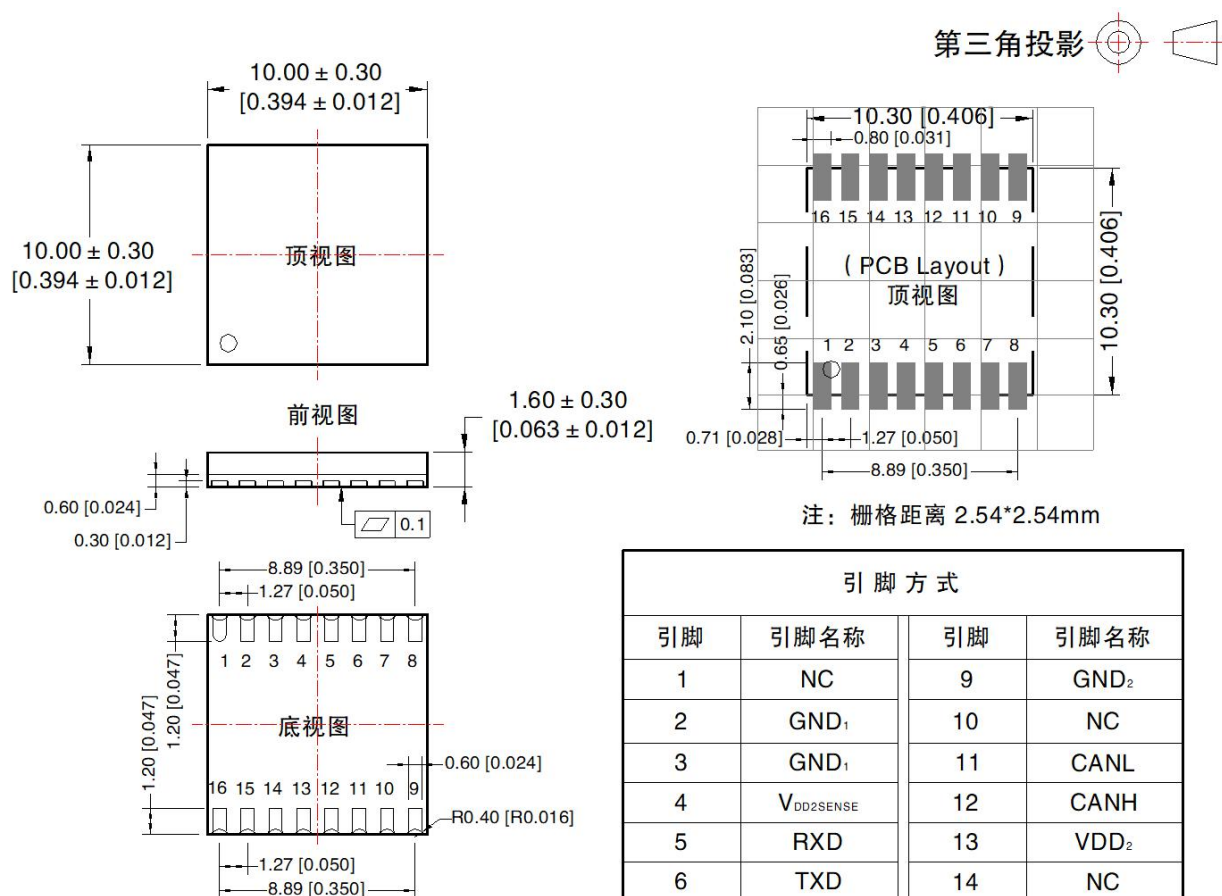 第三角投影
10.00 ± 0.30
[0.394 ± 0.012]
10.00 ± 0.30
[0.394 ± 0.012]
顶视图
前视图
1.60 ± 0.30
[0.063 ± 0.012]
0.60 [0.024]
0.30 [0.012]
0.1
8.89 [0.350]
1.27 [0.050]
1 2 3 4 5 6 7 8
1.20 [0.047]
1.20 [0.047]
底视图
0.60 [0.024]
16 15 14 13 12 11 10 9
R0.40 [R0.016]
1.27 [0.050]
8.89 [0.350]
10.30 [0.406]
0.80 [0.031]
16 15 14 13 12 11 10 9
( PCB Layout )
顶视图
2.10 [0.083]
0.65 [0.026]
10.30 [0.406]
1 2 3 4 5 6 7 8
0.71 [0.028]
1.27 [0.050]
8.89 [0.350]
注：栅格距离 2.54*2.54mm
引脚方式
引脚 引脚名称 引脚 引脚名称
1 NC 9 GND₂
2 GND₁ 10 NC
3 GND₁ 11 CANL
4 VDD2SENSE 12 CANH
5 RXD 13 VDD₂
6 TXD 14 NC